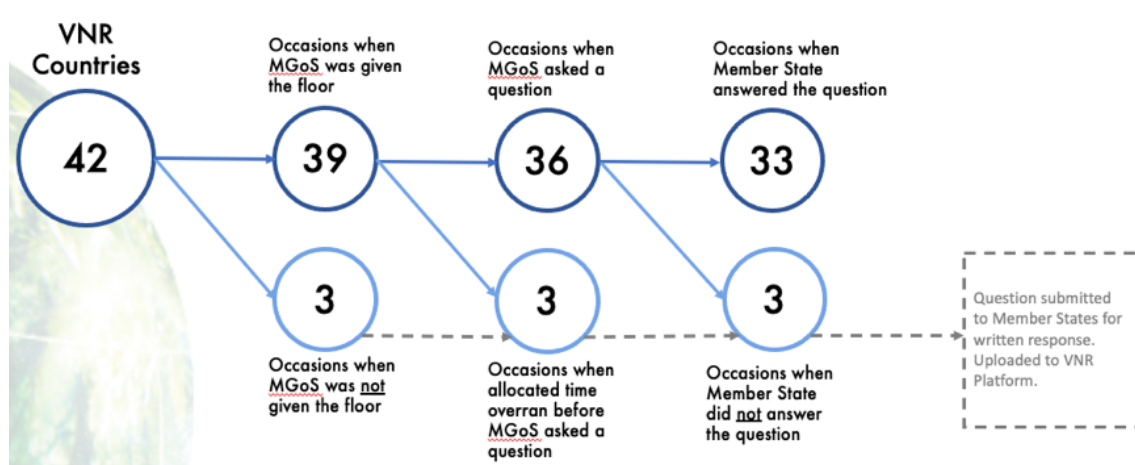 VNR
Countries
42
Occasions when
MGoS was given
the floor
39
Occasions when
MGoS asked a
question
36
Occasions when
Member State
answered the question
33
3
Occasions when
MGoS was not
given the floor
3
Occasions when
allocated time
overran before
MGoS asked a
question
3
Occasions when
Member State
did not answer
the question
Question submitted
to Member States for
written response.
Uploaded to VNR
Platform.